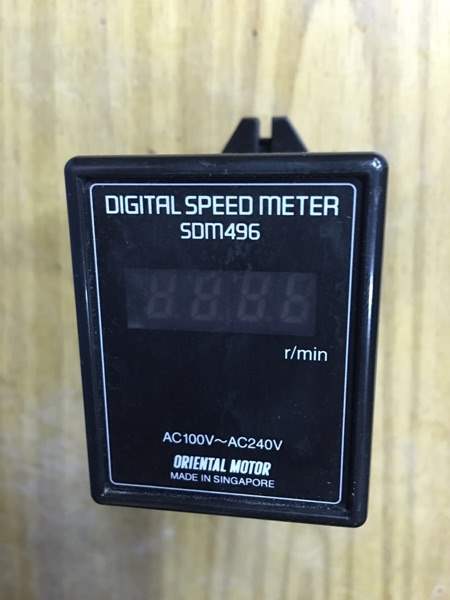 DIGITAL SPEED METER
SDM496
r/min
AC100V～AC240V
ORIENTAL MOTOR
MADE IN SINGAPORE